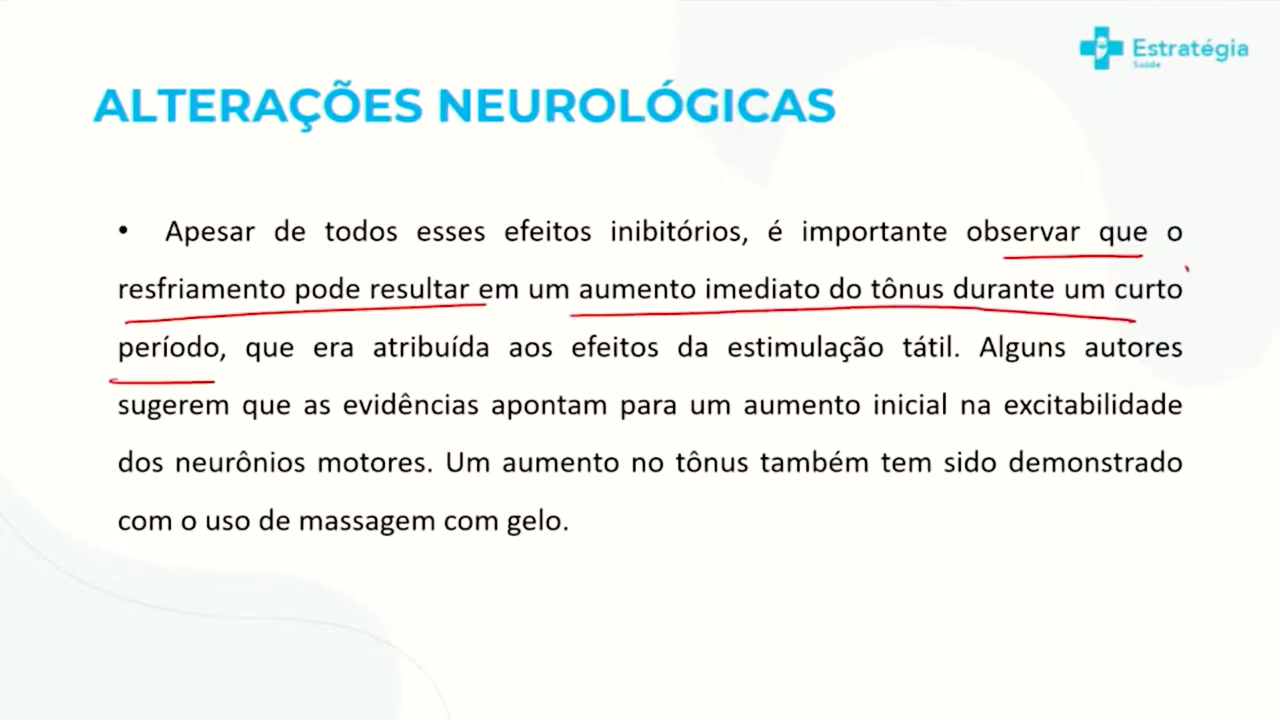 Estratégia
Saúde
ALTERAÇÕES NEUROLÓGICAS
• Apesar de todos esses efeitos inibitórios, é importante observar que o
resfriamento pode resultar em um aumento imediato do tônus durante um curto
período, que era atribuída aos efeitos da estimulação tátil. Alguns autores
sugerem que as evidências apontam para um aumento inicial na excitabilidade
dos neurônios motores. Um aumento no tônus também tem sido demonstrado
com o uso de massagem com gelo.